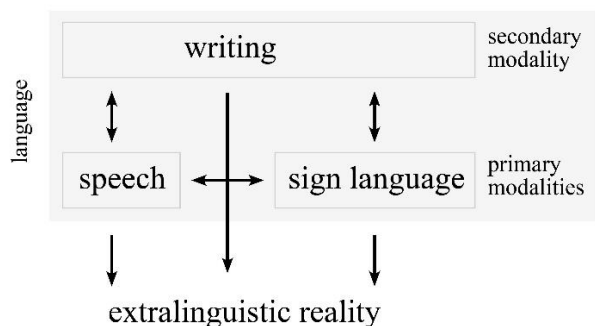 language
writing
secondary
modality
speech
sign language
primary
modalities
extralinguistic reality